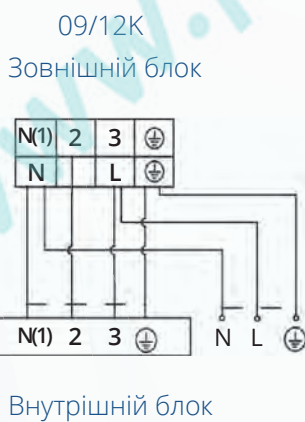 09/12K
Зовнішній блок
N(1) 2 3
N L
N(1) 2 3 N L
Внутрішній блок